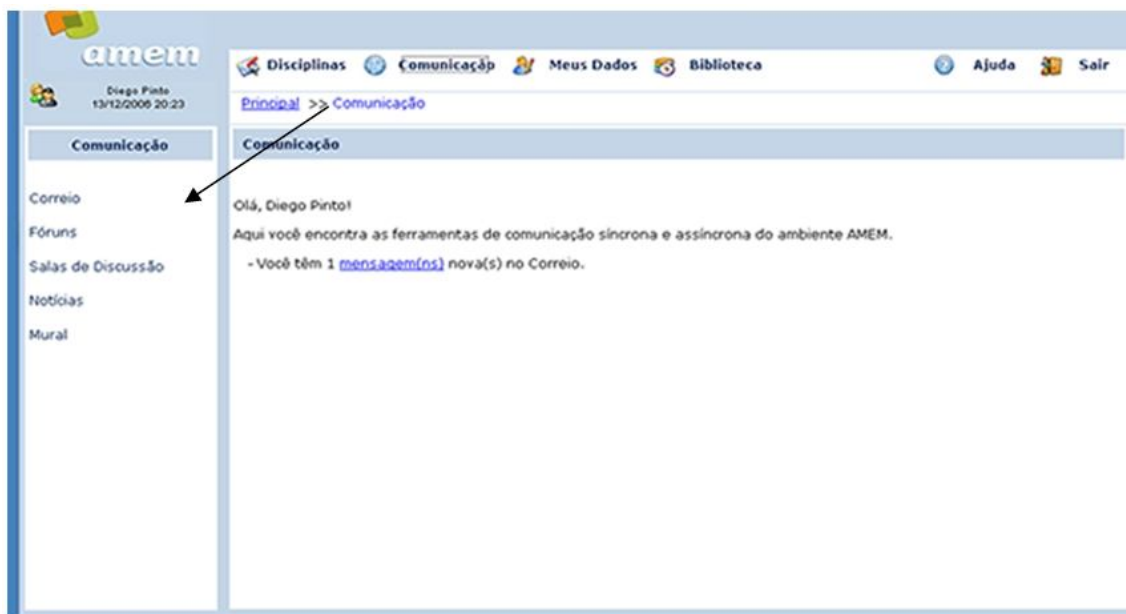 amem
Disciplinas Comunicação Meus Dados Biblioteca Ajuda Sair
Diego Pinto
13/12/2006 20:23
Principal >> Comunicação
Comunicação
Correio
Fóruns
Salas de Discussão
Notícias
Mural
Comunicação
Olá, Diego Pinto!
Aqui você encontra as ferramentas de comunicação síncrona e assíncrona do ambiente AMEM.
- Você têm 1 mensagem(ns) nova(s) no Correio.